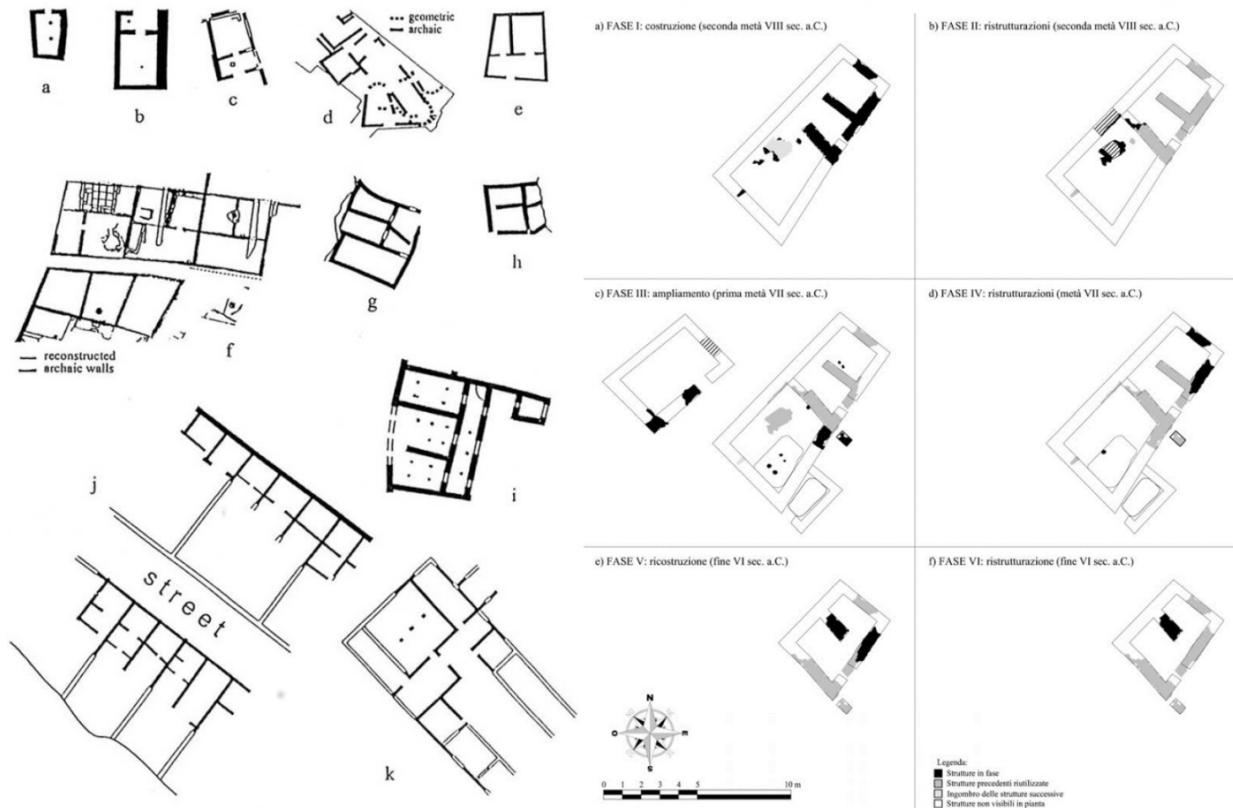 geometric
archaic
a
b
c
d
e
f
g
h
reconstructed
archaic walls
i
j
street
k
a) FASE I: costruzione (seconda metà VIII sec. a.C.)
b) FASE II: ristrutturazioni (seconda metà VIII sec. a.C.)
c) FASE III: ampliamento (prima metà VII sec. a.C.)
d) FASE IV: ristrutturazioni (metà VII sec. a.C.)
e) FASE V: ricostruzione (fine VI sec. a.C.)
f) FASE VI: ristrutturazione (fine VI sec. a.C.)
N
O
E
S
0 1 2 3 4 5 10 m
Legenda:
Strutture in fase
Strutture precedenti riutilizzate
Ingombro delle strutture successive
Strutture non visibili in pianta